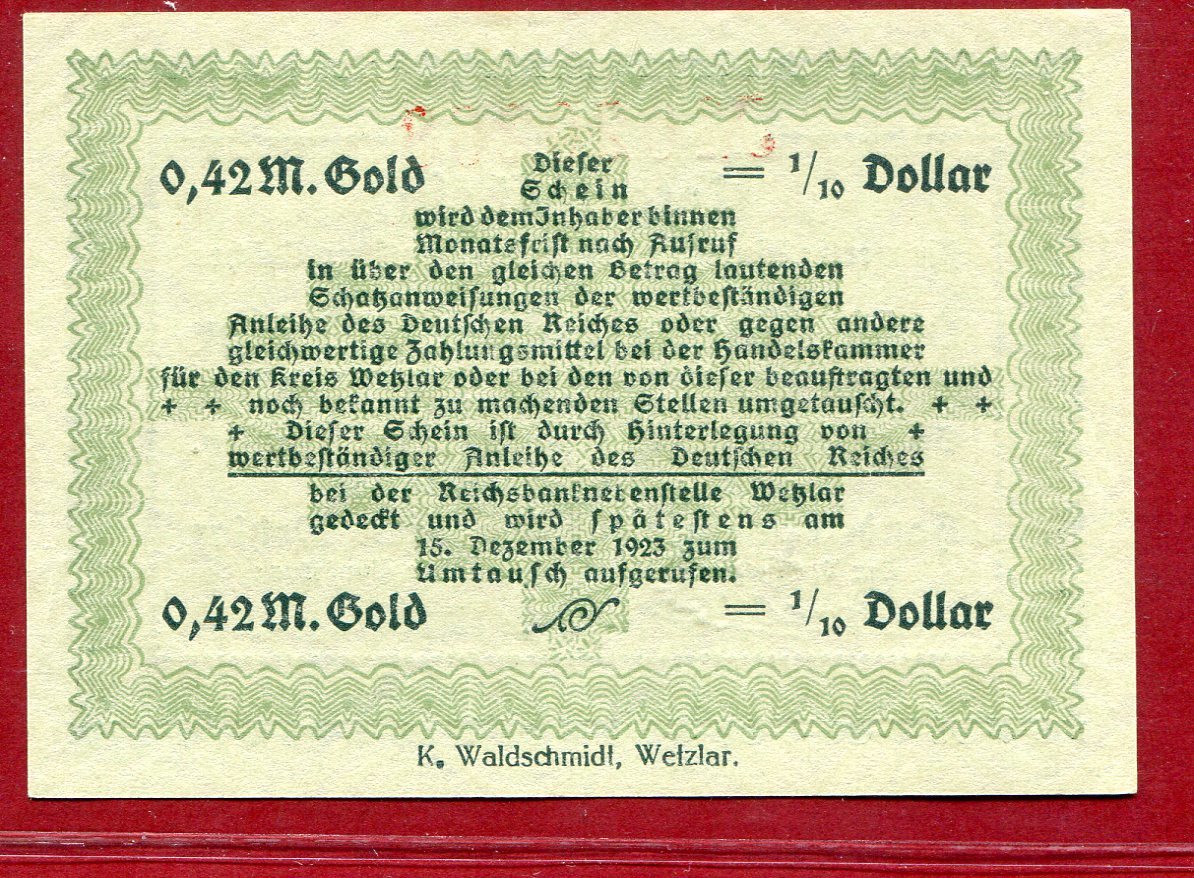 0,42 M. Gold
= 1/10 Dollar
Dieser
Schein
wird dem Inhaber binnen
Monatsfrist nach Aufruf
in über den gleichen Betrag lautenden
Schatzanweisungen der wertbeständigen
Anleihe des Deutschen Reiches oder gegen andere
gleichwertige Zahlungsmittel bei der Handelskammer
für den Kreis Wetzlar oder bei den von dieser beauftragten und
+ + noch bekannt zu machenden Stellen umgetauscht. + +
+ Dieser Schein ist durch Hinterlegung von +
wertbeständiger Anleihe des Deutschen Reiches
bei der Reichsbanknebenstelle Wetzlar
gedeckt und wird spätestens am
15. Dezember 1923 zum
Umtausch aufgerufen.
0,42 M. Gold
= 1/10 Dollar
K. Waldschmidt, Wetzlar.